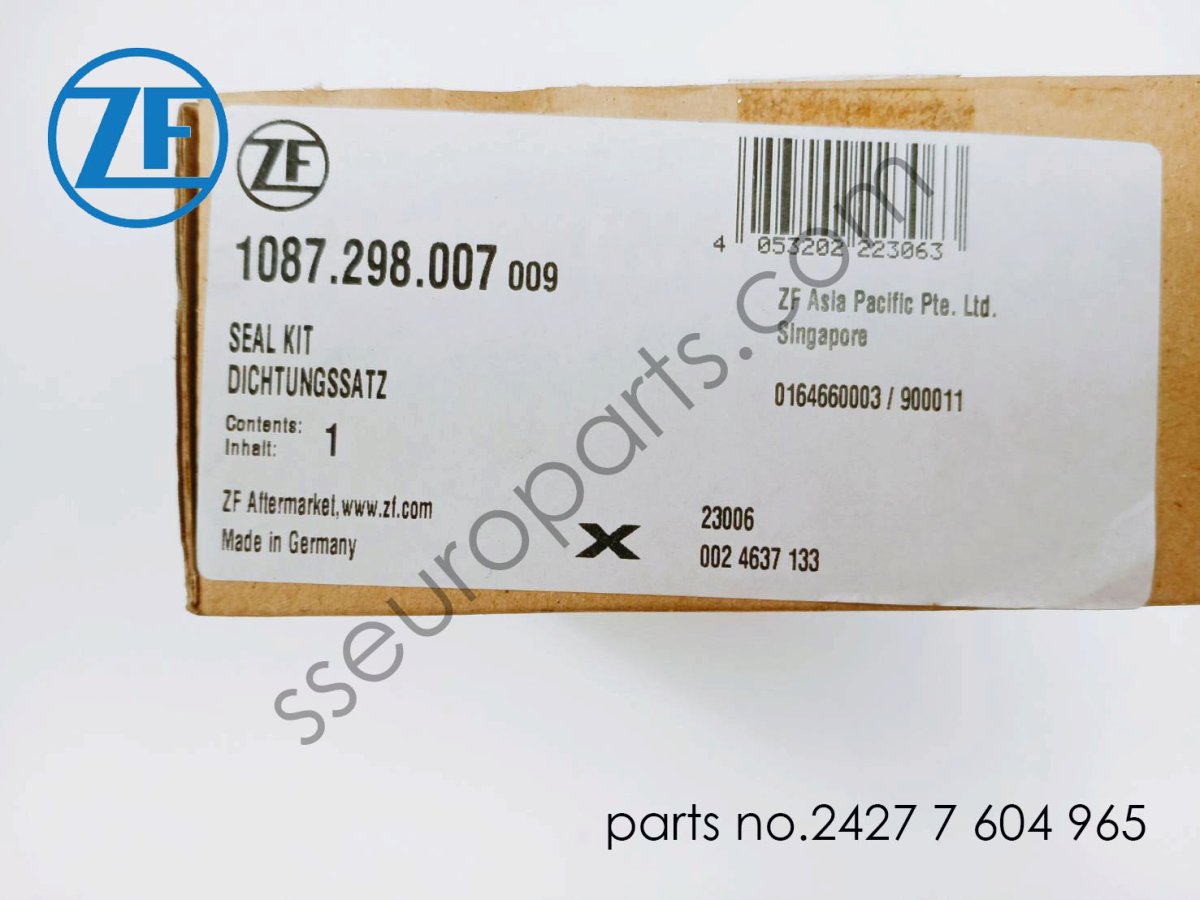 ZF
ZF
1087.298.007 009
SEAL KIT
DICHTUNGSSATZ
Contents: 1
Inhalt:
ZF Aftermarket,www.zf.com
Made in Germany
4 053202 223063
ZF Asia Pacific Pte. Ltd.
Singapore
0164660003 / 900011
X
23006
002 4637 133
sseuroparts.com
parts no.2427 7 604 965